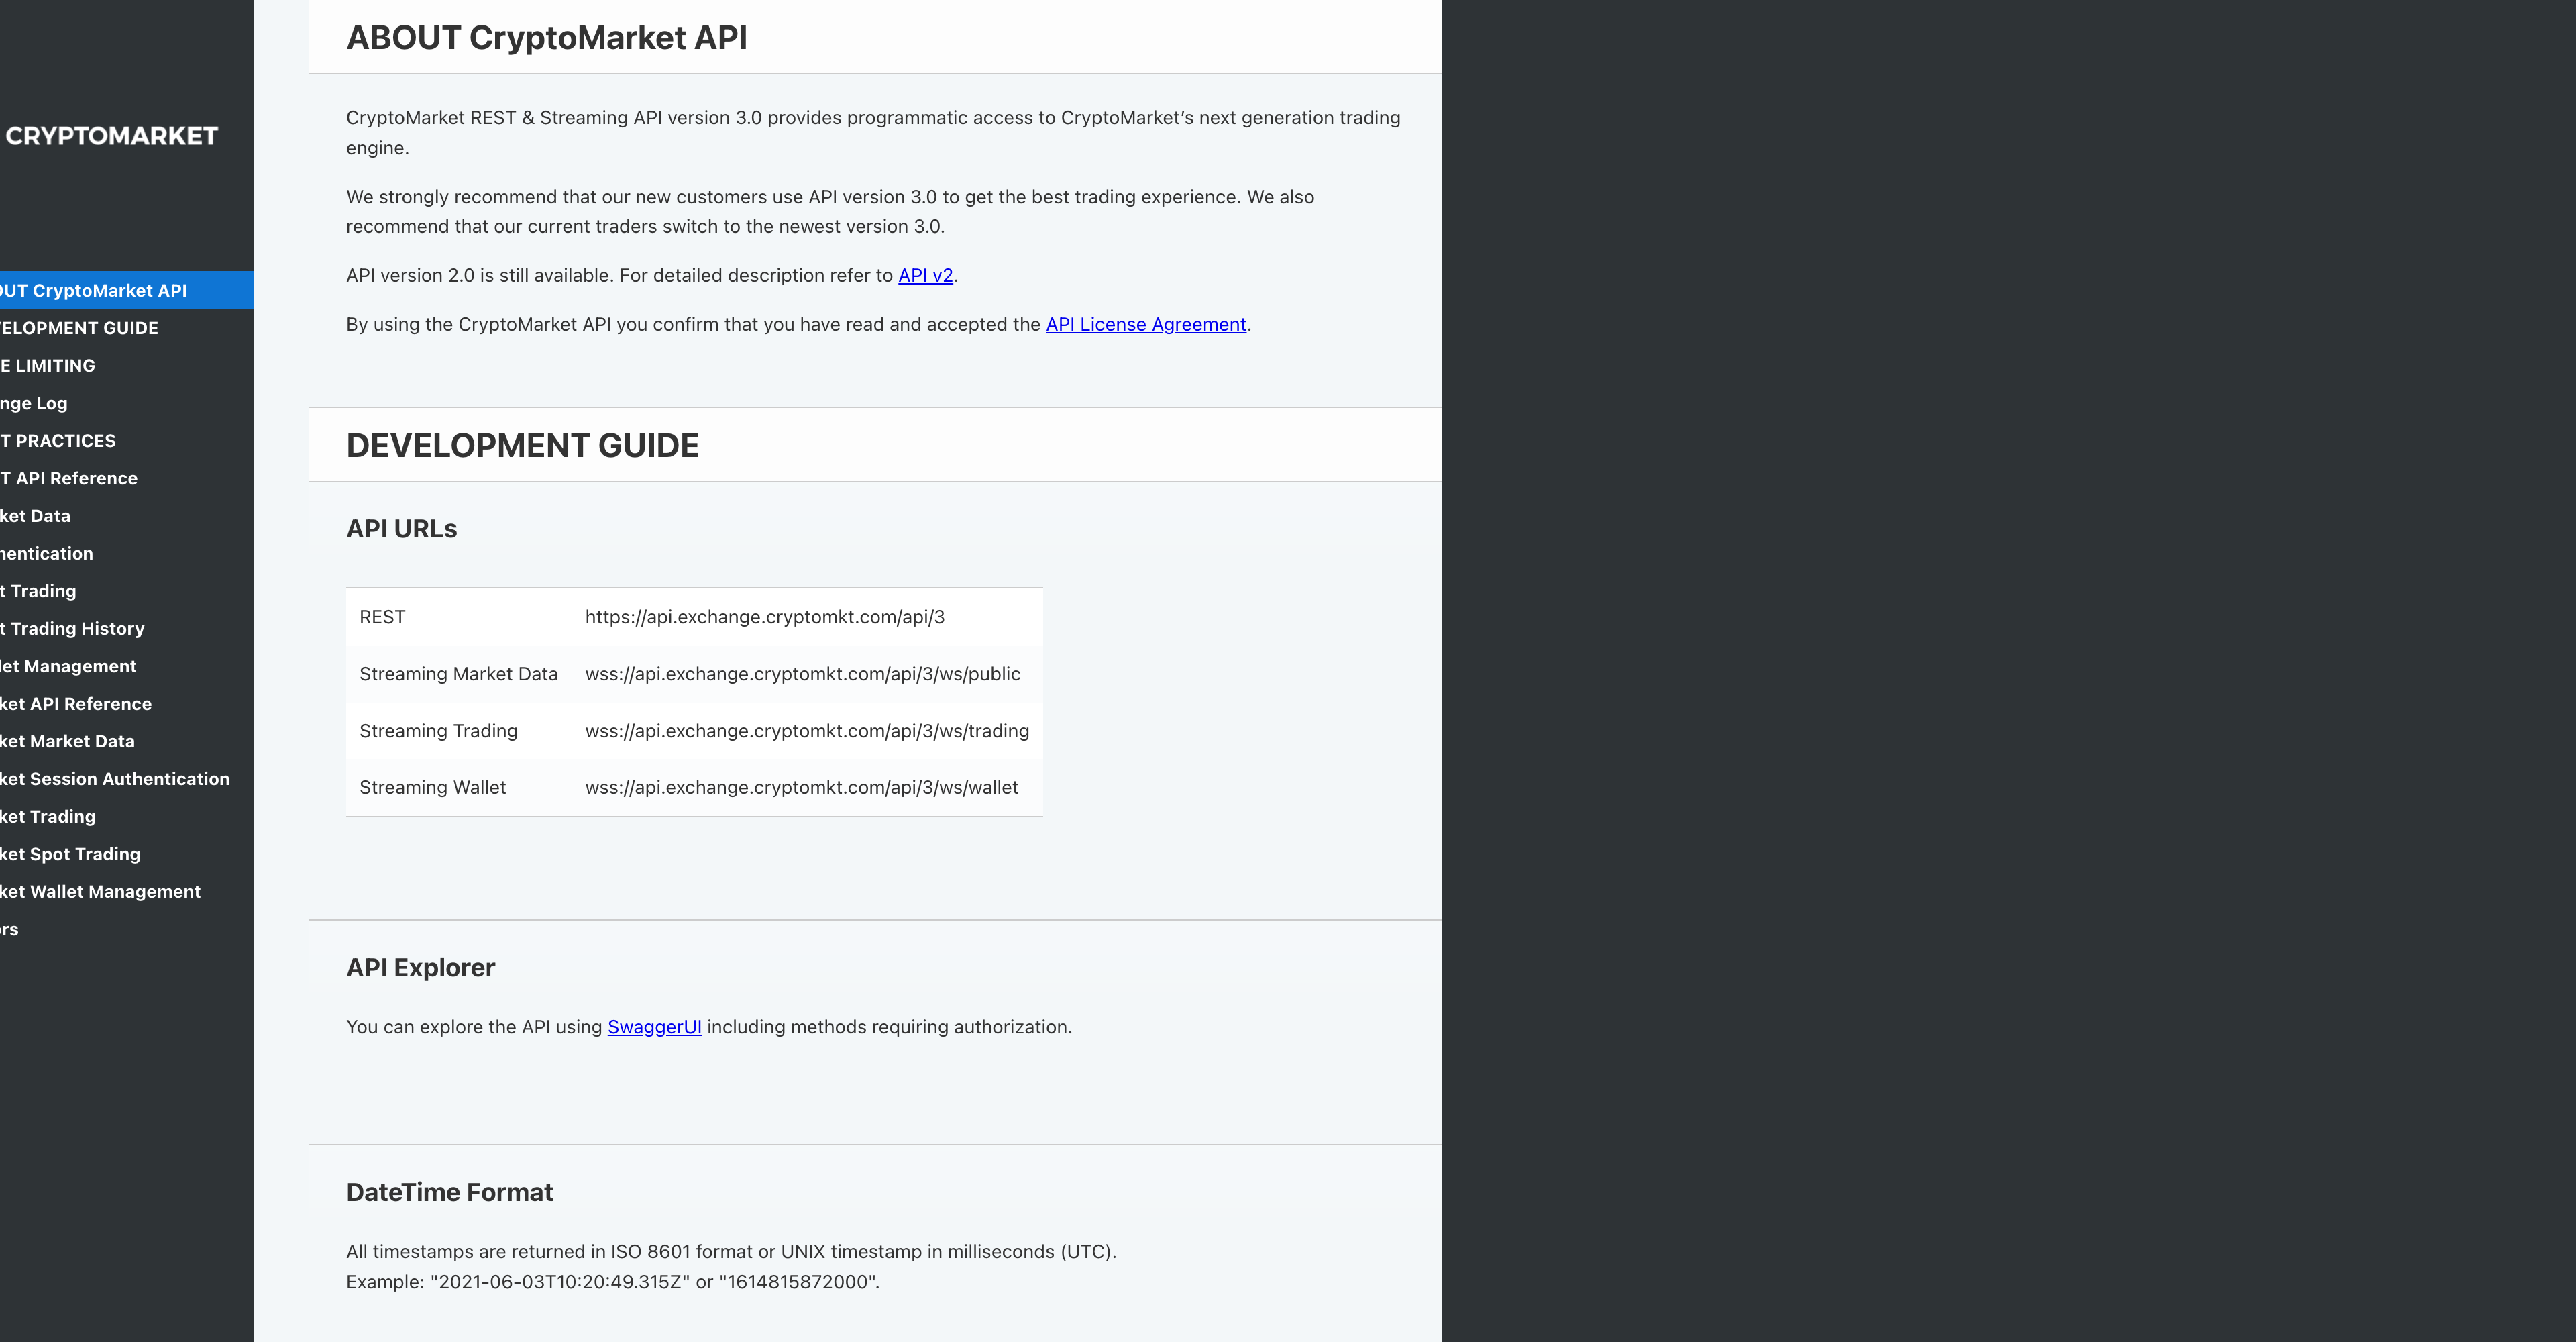 CRYPTOMARKET
OUT CryptoMarket API
ELOPMENT GUIDE
E LIMITING
nge Log
T PRACTICES
T API Reference
ket Data
hentication
t Trading
t Trading History
let Management
ket API Reference
ket Market Data
ket Session Authentication
ket Trading
ket Spot Trading
ket Wallet Management
rs
ABOUT CryptoMarket API
CryptoMarket REST & Streaming API version 3.0 provides programmatic access to CryptoMarket’s next generation trading
engine.
We strongly recommend that our new customers use API version 3.0 to get the best trading experience. We also
recommend that our current traders switch to the newest version 3.0.
API version 2.0 is still available. For detailed description refer to API v2.
By using the CryptoMarket API you confirm that you have read and accepted the API License Agreement.
DEVELOPMENT GUIDE
API URLs
REST https://api.exchange.cryptomkt.com/api/3
Streaming Market Data wss://api.exchange.cryptomkt.com/api/3/ws/public
Streaming Trading wss://api.exchange.cryptomkt.com/api/3/ws/trading
Streaming Wallet wss://api.exchange.cryptomkt.com/api/3/ws/wallet
API Explorer
You can explore the API using SwaggerUI including methods requiring authorization.
DateTime Format
All timestamps are returned in ISO 8601 format or UNIX timestamp in milliseconds (UTC).
Example: "2021-06-03T10:20:49.315Z" or "1614815872000".